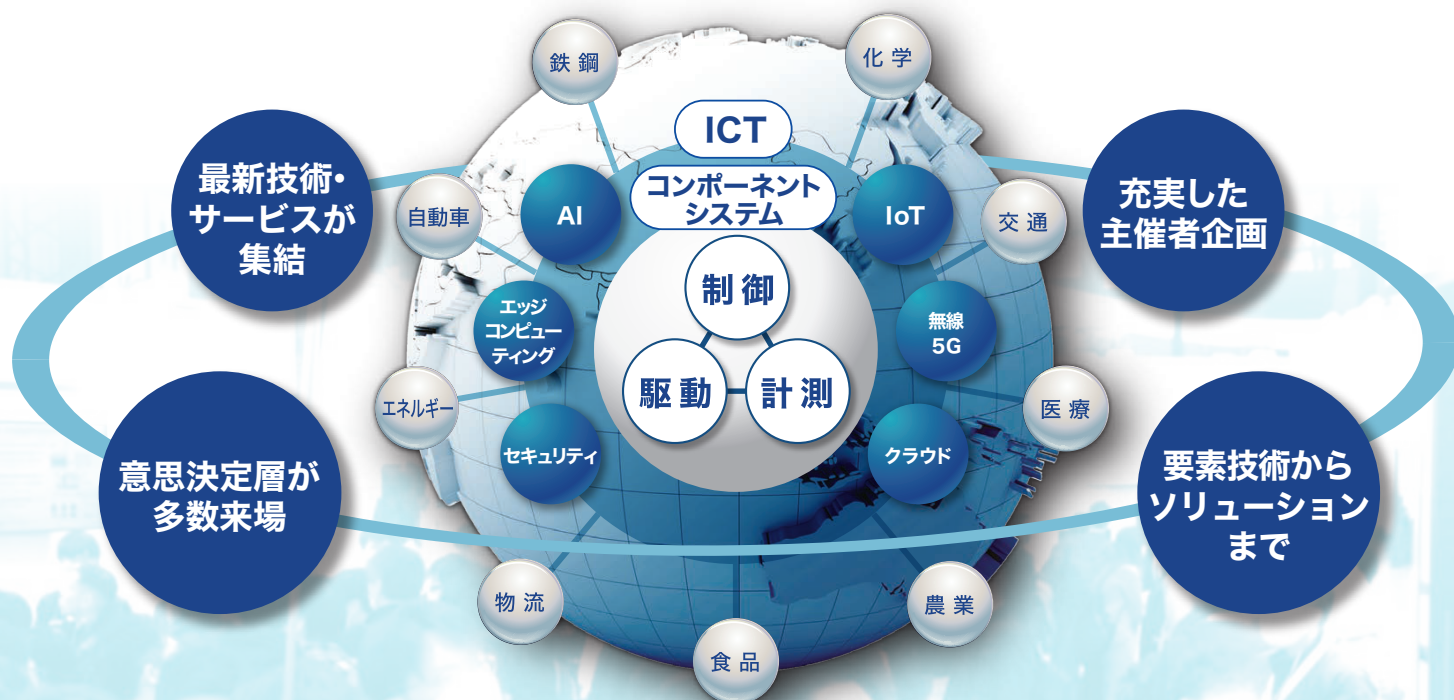 鉄鋼
化学
ICT
コンポーネント
システム
最新技術・
サービスが
集結
充実した
主催者企画
自動車
AI
IoT
交通
制御
エッジ
コンピュー
ティング
無線
5G
駆動
計測
エネルギー
医療
セキュリティ
クラウド
意思決定層が
多数来場
要素技術から
ソリューション
まで
物流
農業
食品